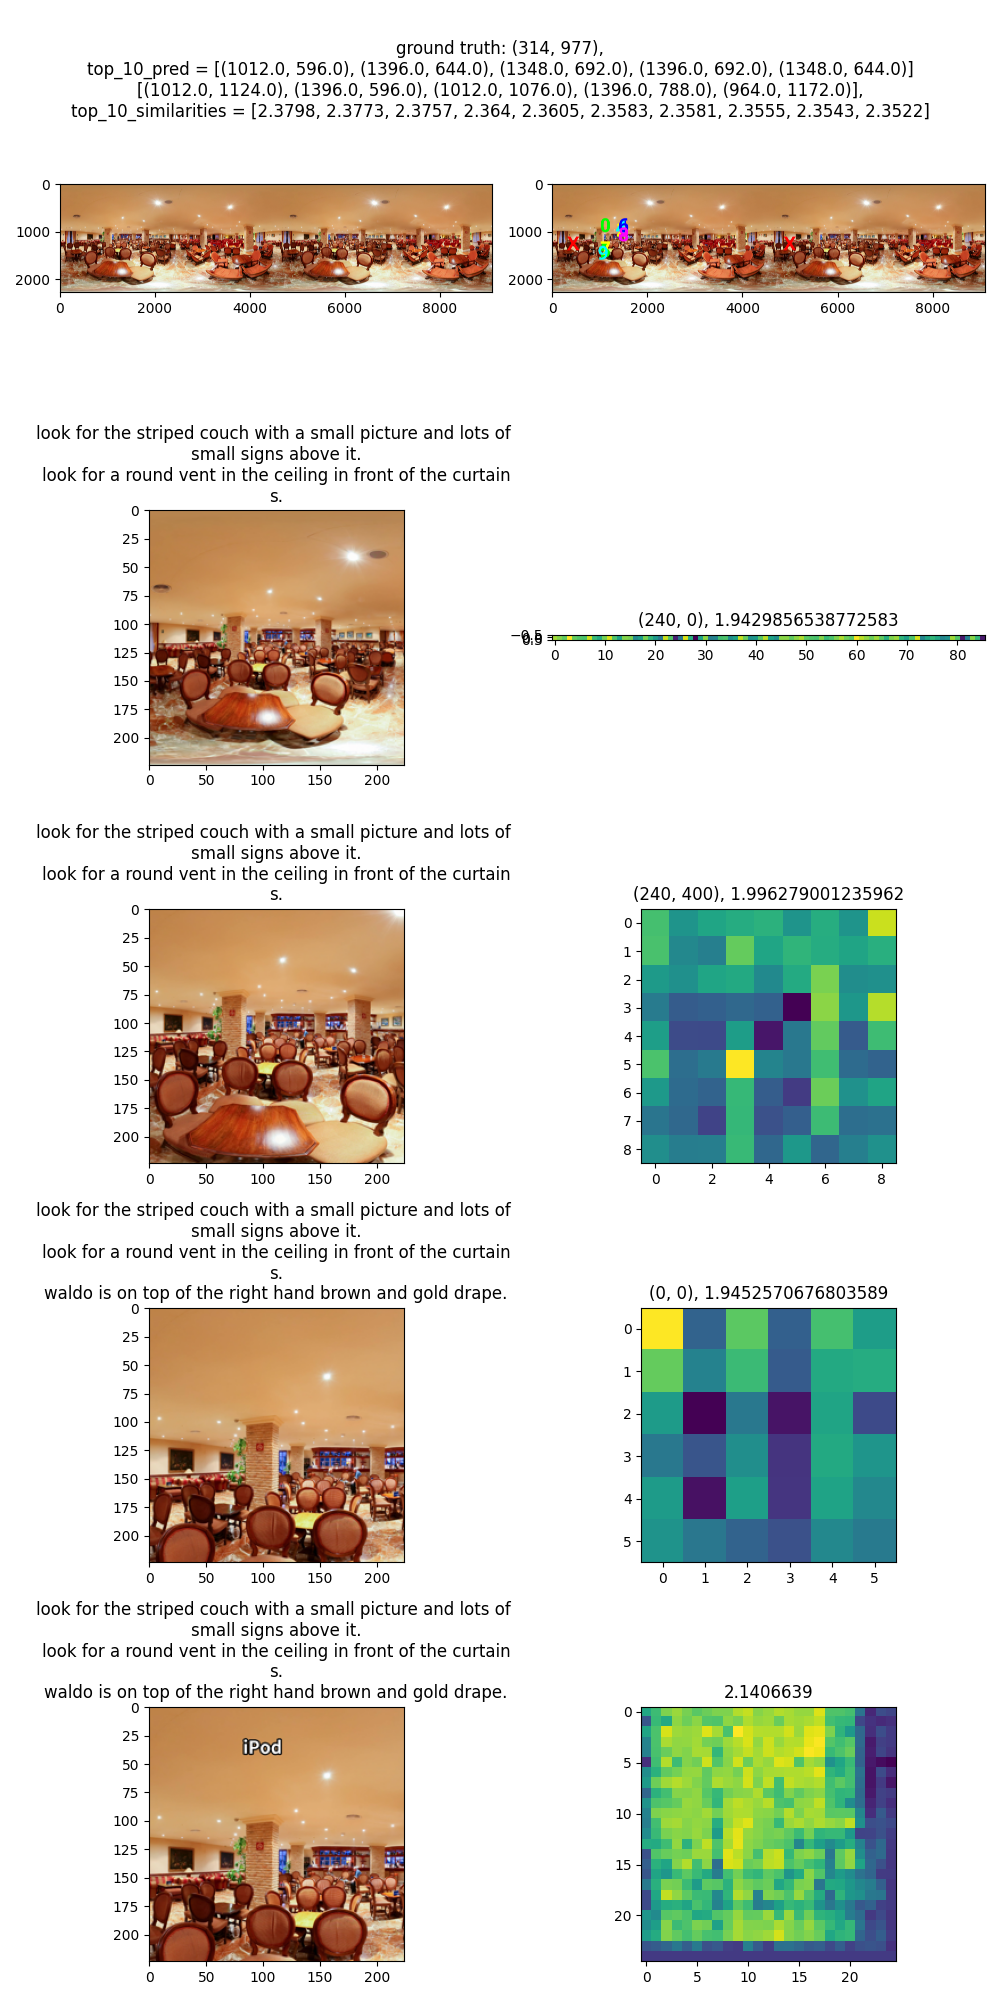 ground truth: (314, 977),
top_10_pred = [(1012.0, 596.0), (1396.0, 644.0), (1348.0, 692.0), (1396.0, 692.0), (1348.0, 644.0)]
[(1012.0, 1124.0), (1396.0, 596.0), (1012.0, 1076.0), (1396.0, 788.0), (964.0, 1172.0)],
top_10_similarities = [2.3798, 2.3773, 2.3757, 2.364, 2.3605, 2.3583, 2.3581, 2.3555, 2.3543, 2.3522]
0
1000
2000
0 2000 4000 6000 8000
0
1000
2000
0 2000 4000 6000 8000
0
look for the striped couch with a small picture and lots of
small signs above it.
look for a round vent in the ceiling in front of the curtain
s.
0
25
50
75
100
125
150
175
200
0 50 100 150 200
(240, 0), 1.9429856538772583
0 10 20 30 40 50 60 70 80
look for the striped couch with a small picture and lots of
small signs above it.
look for a round vent in the ceiling in front of the curtain
s.
0
25
50
75
100
125
150
175
200
0 50 100 150 200
(240, 400), 1.996279001235962
0
1
2
3
4
5
6
7
8
0 2 4 6 8
look for the striped couch with a small picture and lots of
small signs above it.
look for a round vent in the ceiling in front of the curtain
s.
waldo is on top of the right hand brown and gold drape.
0
25
50
75
100
125
150
175
200
0 50 100 150 200
(0, 0), 1.9452570676803589
0
1
2
3
4
5
0 1 2 3 4 5
look for the striped couch with a small picture and lots of
small signs above it.
look for a round vent in the ceiling in front of the curtain
s.
waldo is on top of the right hand brown and gold drape.
0
25
50
75
100
125
150
175
200
0 50 100 150 200
iPod
2.1406639
0
5
10
15
20
0 5 10 15 20